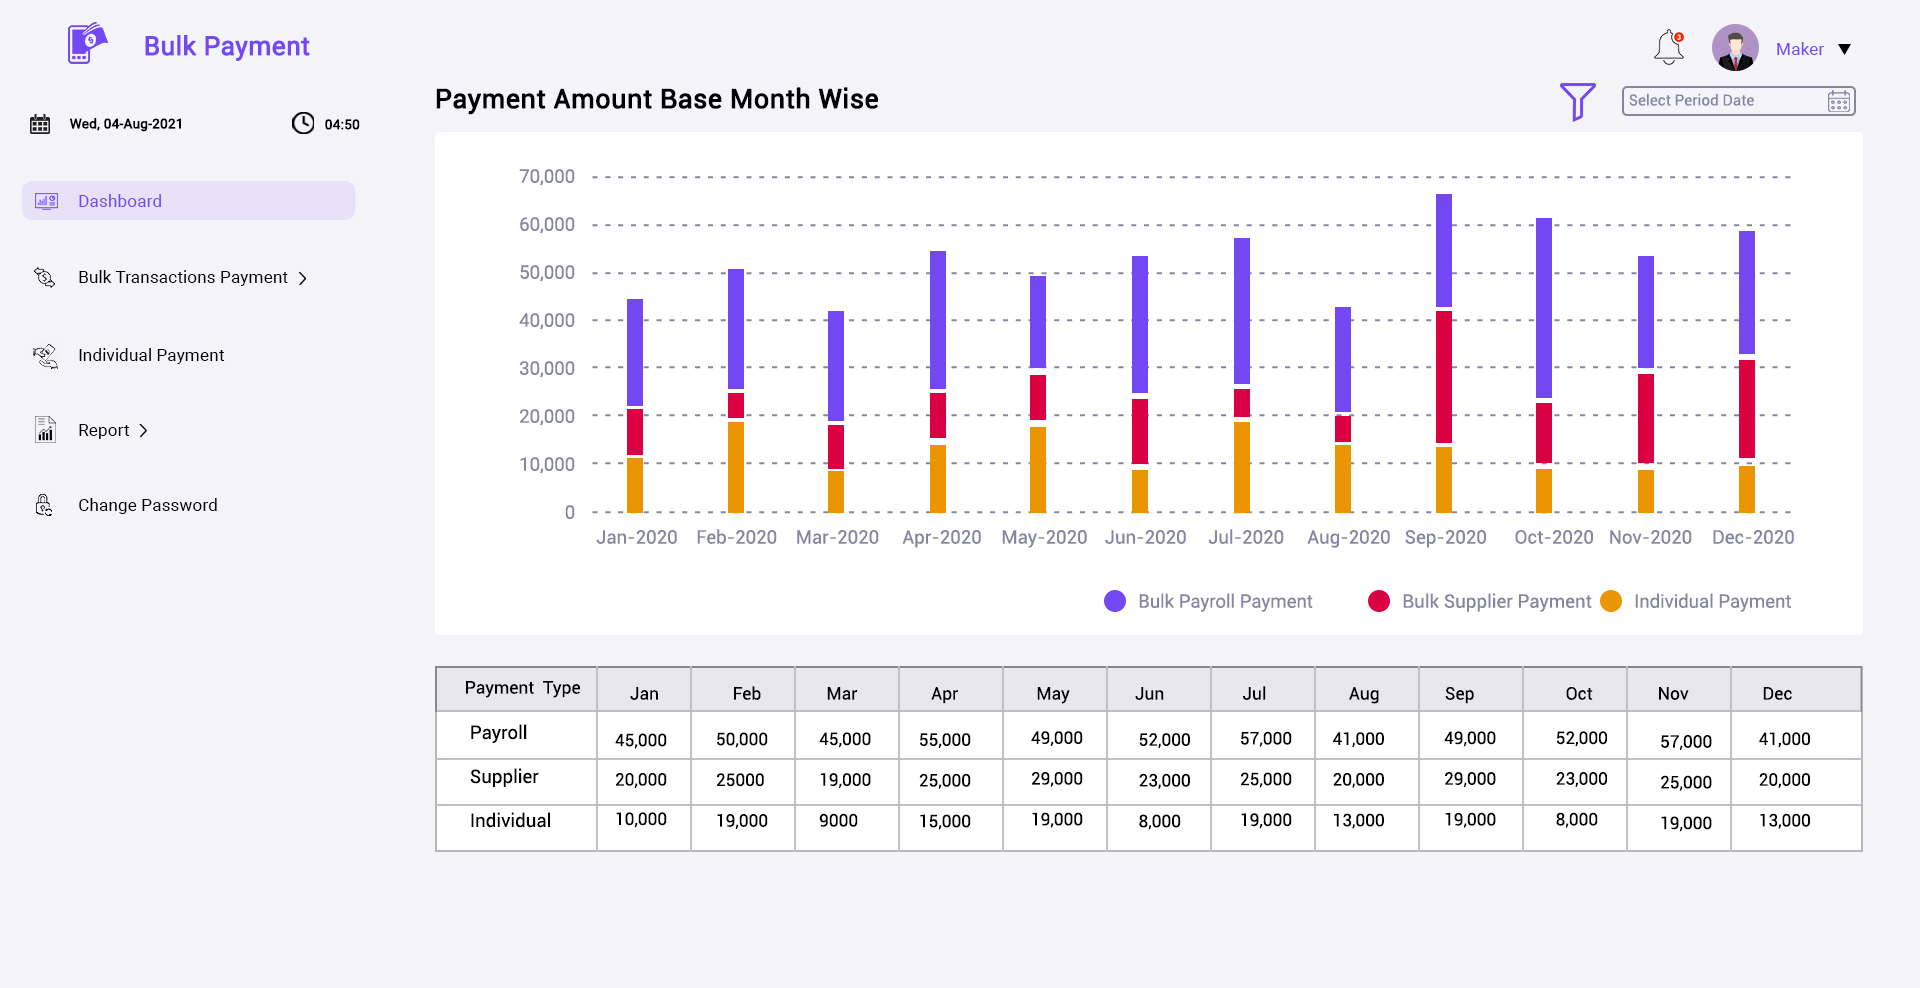 Bulk Payment
3
Maker
Payment Amount Base Month Wise
Select Period Date
Wed, 04-Aug-2021
04:50
Dashboard
Bulk Transactions Payment
Individual Payment
Report
Change Password
70,000
60,000
50,000
40,000
30,000
20,000
10,000
0
Jan-2020 Feb-2020 Mar-2020 Apr-2020 May-2020 Jun-2020 Jul-2020 Aug-2020 Sep-2020 Oct-2020 Nov-2020 Dec-2020
Bulk Payroll Payment Bulk Supplier Payment Individual Payment
Payment Type Jan Feb Mar Apr May Jun Jul Aug Sep Oct Nov Dec
Payroll 45,000 50,000 45,000 55,000 49,000 52,000 57,000 41,000 49,000 52,000 57,000 41,000
Supplier 20,000 25000 19,000 25,000 29,000 23,000 25,000 20,000 29,000 23,000 25,000 20,000
Individual 10,000 19,000 9000 15,000 19,000 8,000 19,000 13,000 19,000 8,000 19,000 13,000